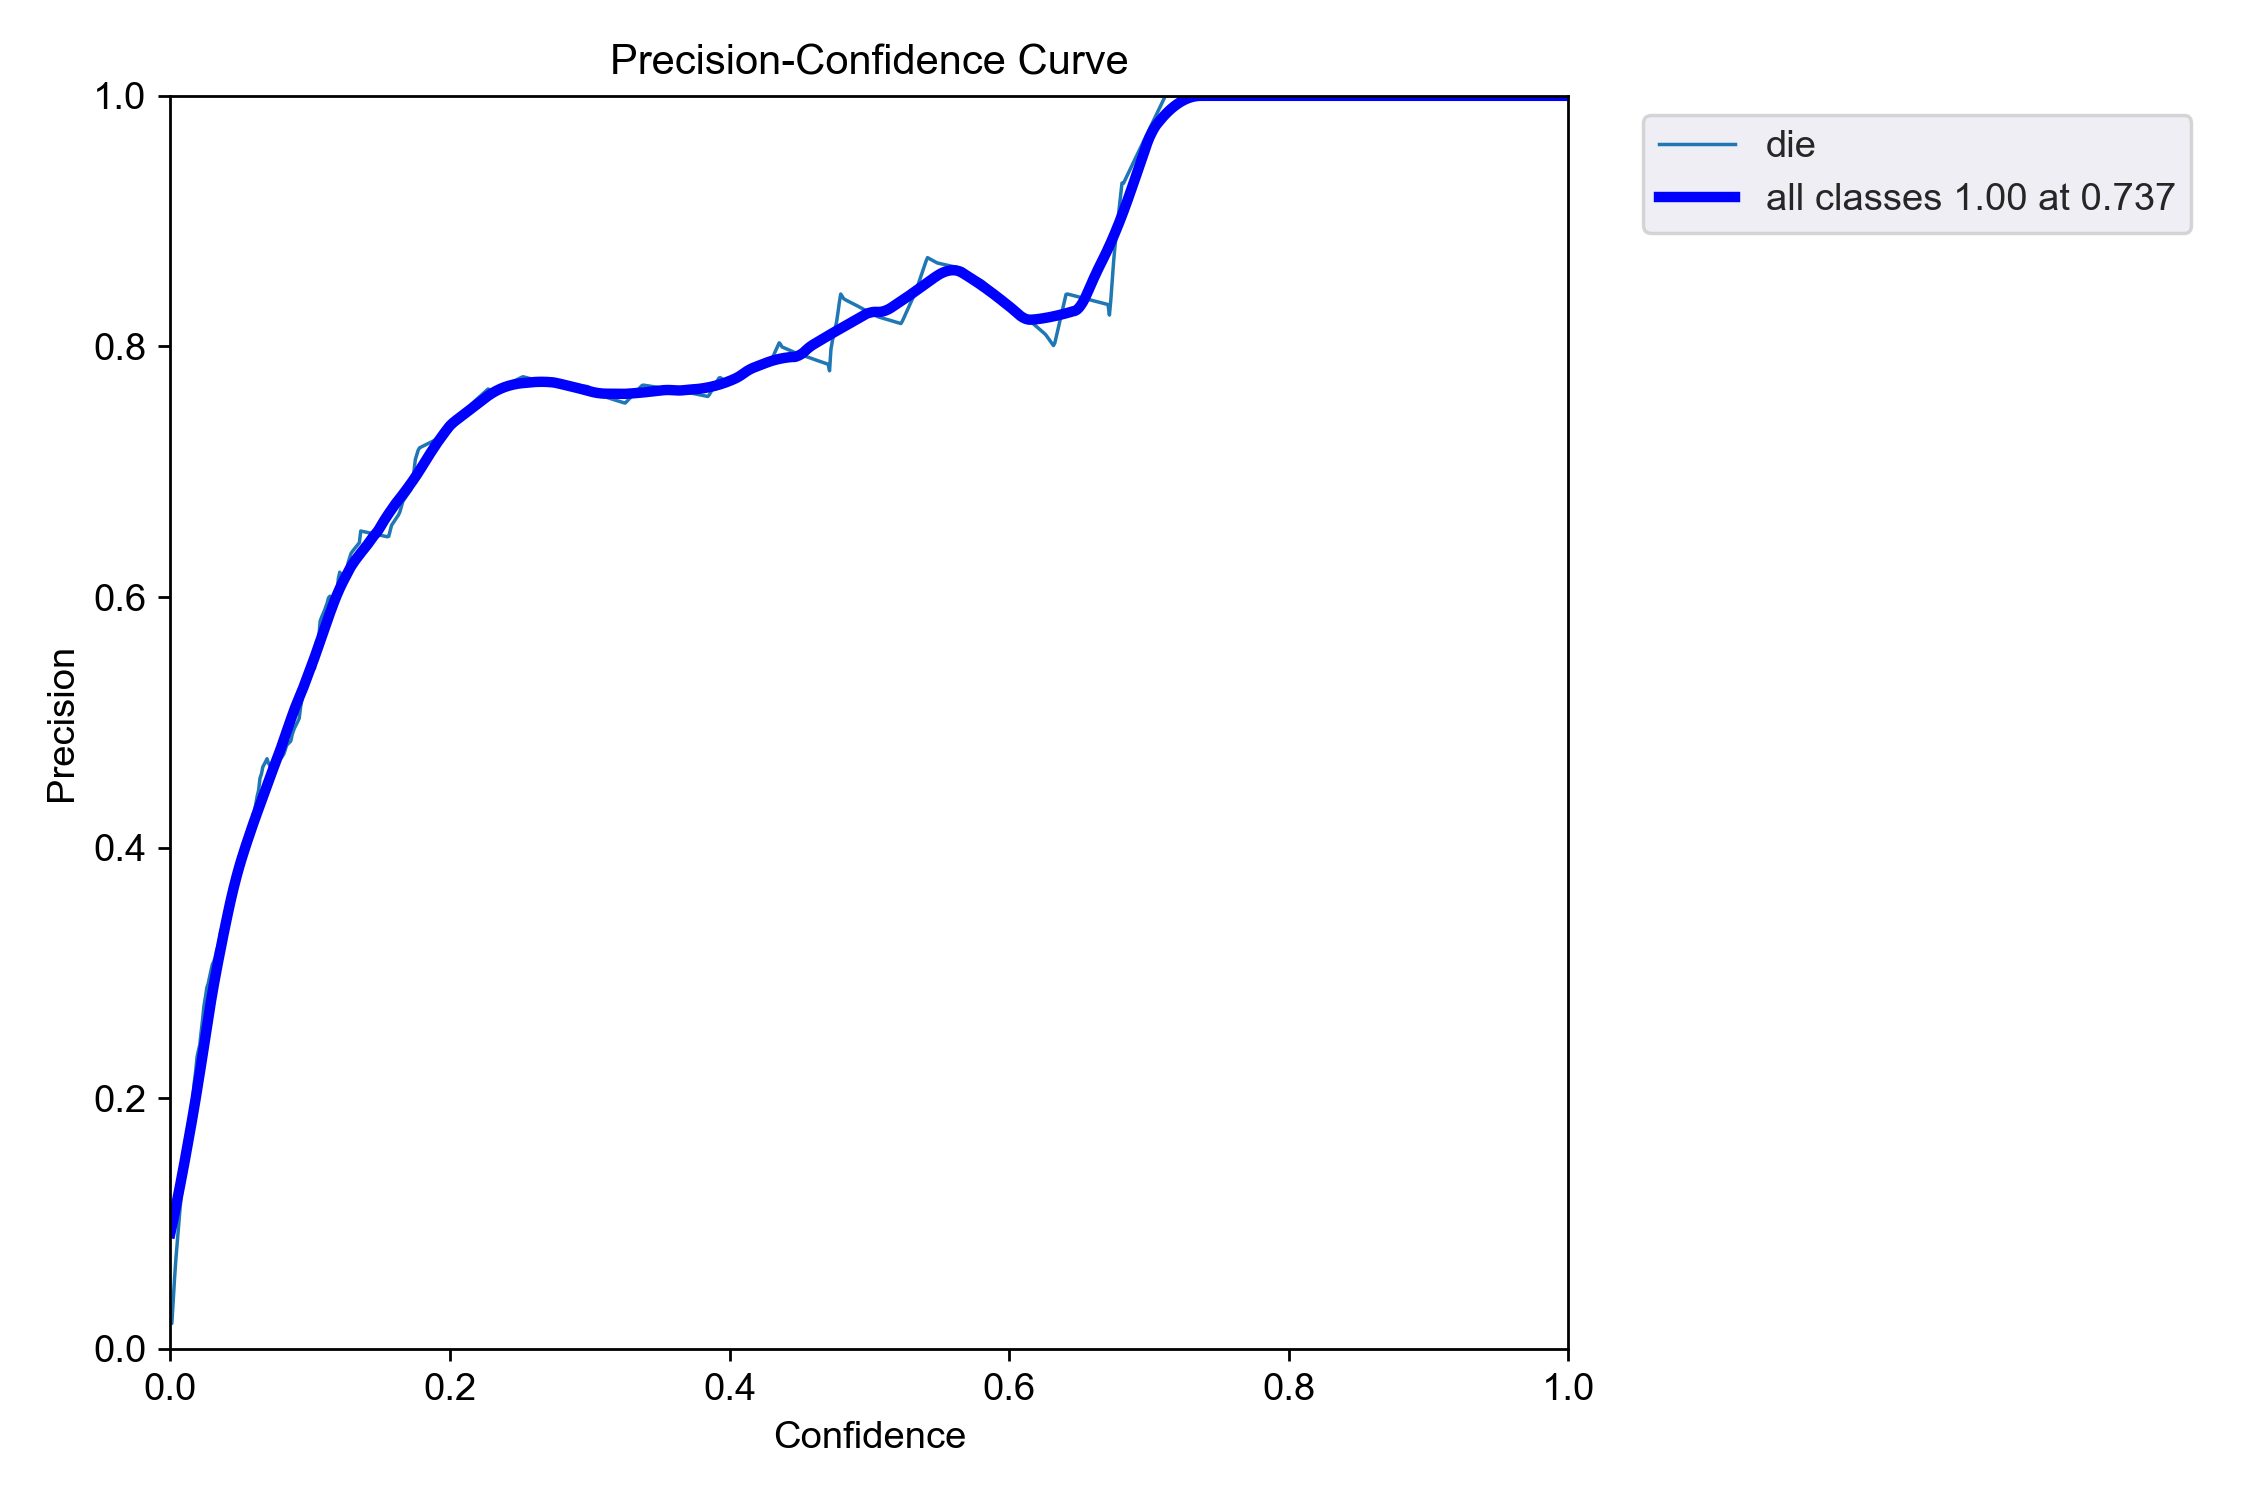 Precision-Confidence Curve
1.0
0.8
0.6
0.4
0.2
0.0
Precision
0.0 0.2 0.4 0.6 0.8 1.0
Confidence
die
all classes 1.00 at 0.737